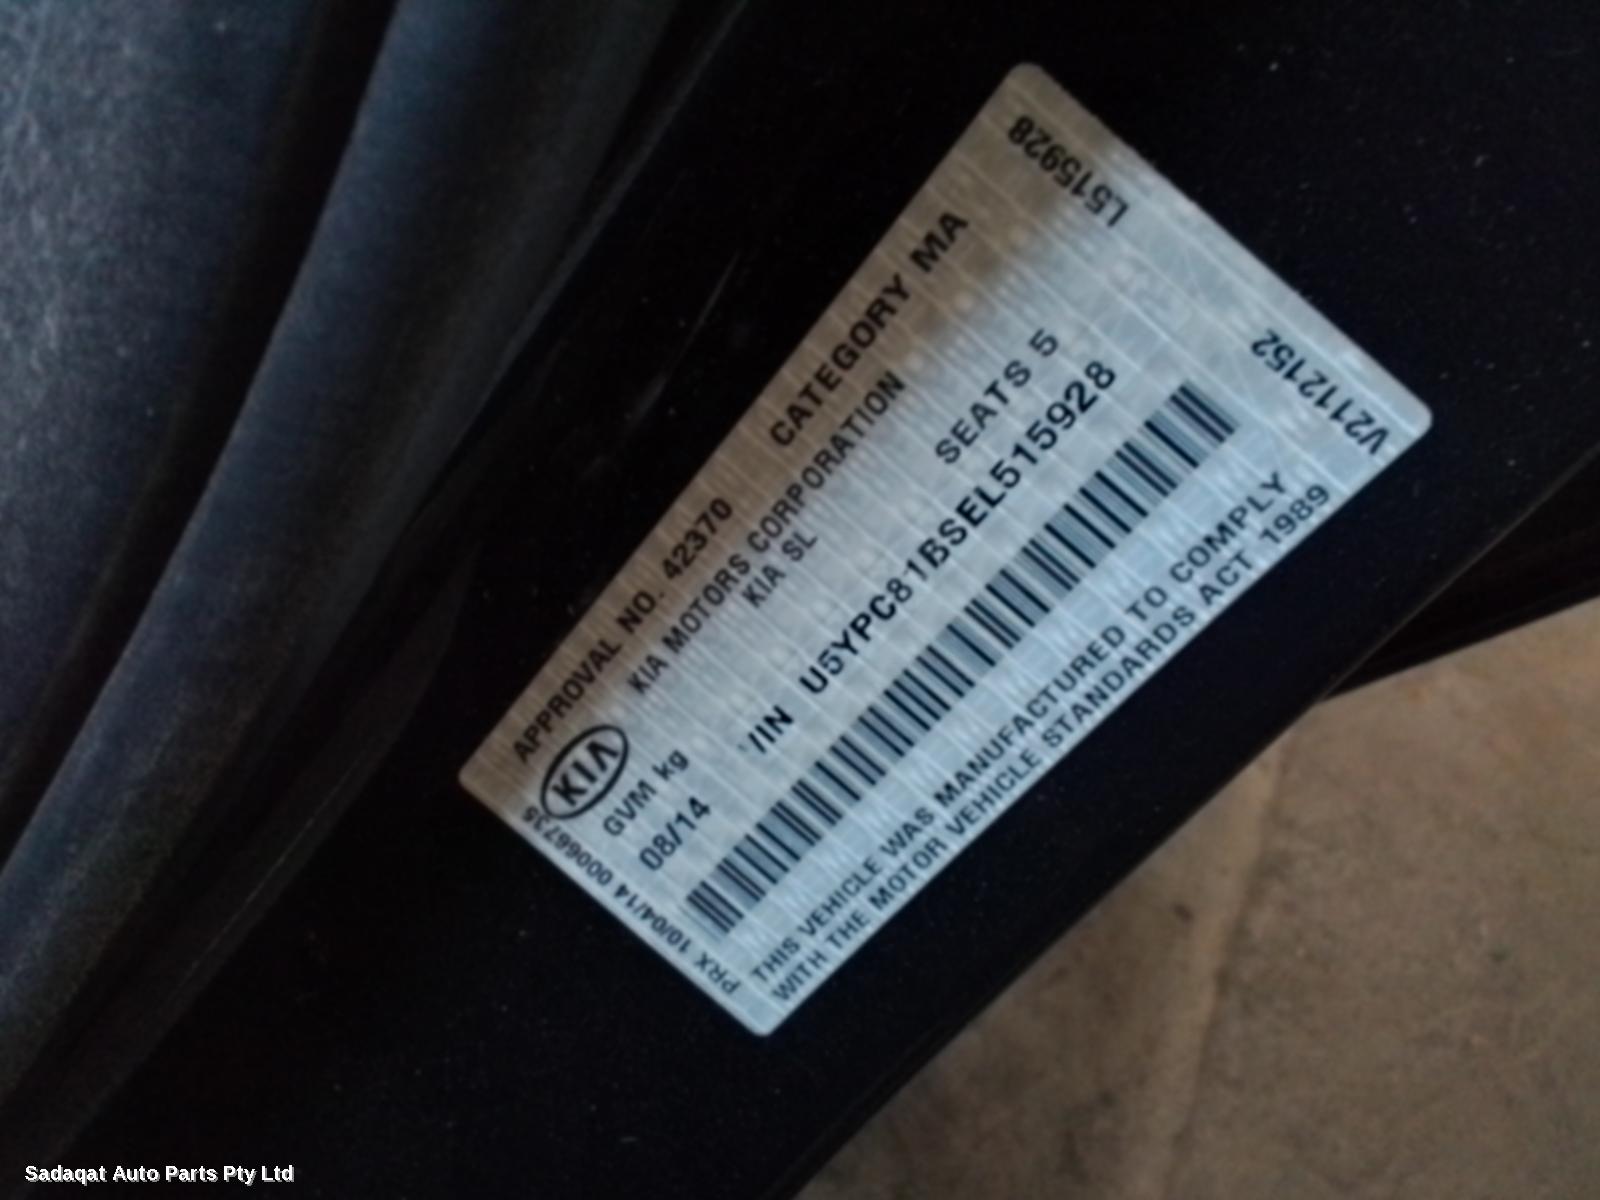 APPROVAL NO. 42370 CATEGORY MA
KIA MOTORS CORPORATION
KIA SL
KIA
GVM kg SEATS 5
08/14
VIN U5YPC81BSEL515928
THIS VEHICLE WAS MANUFACTURED TO COMPLY
WITH THE MOTOR VEHICLE STANDARDS ACT 1989
PRX 10/04/14 00066735
L5159928
V2112152
Sadaqat Auto Parts Pty Ltd